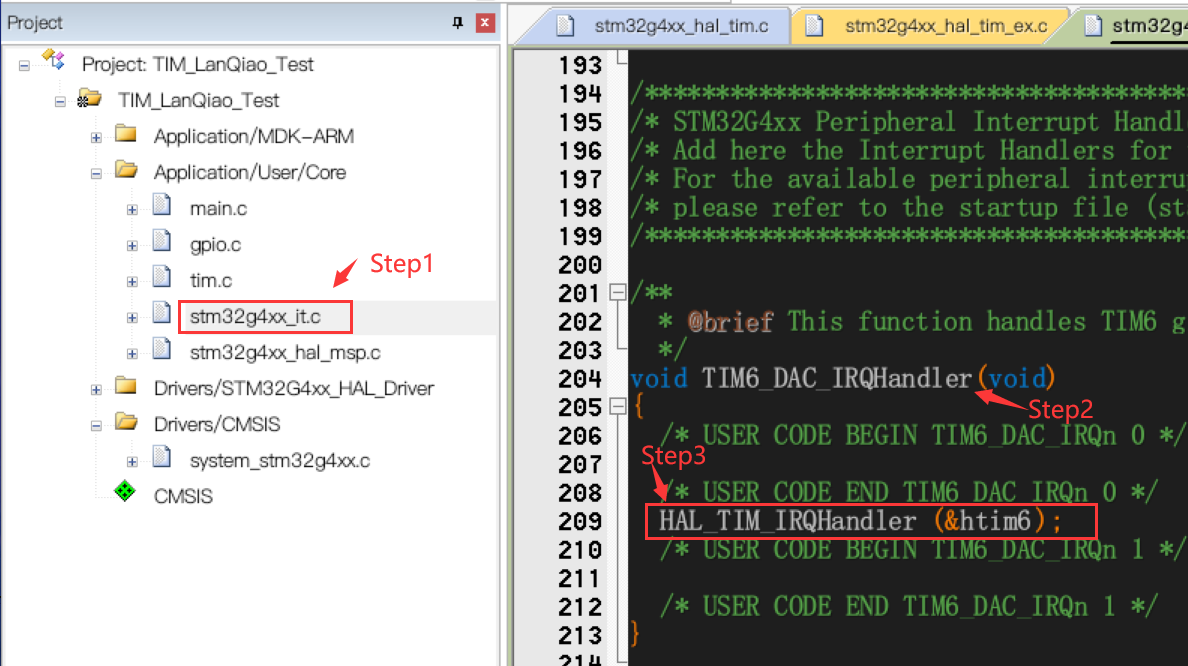 Project
Project: TIM_LanQiao_Test
TIM_LanQiao_Test
Application/MDK-ARM
Application/User/Core
main.c
gpio.c
Step1
tim.c
stm32g4xx_it.c
stm32g4xx_hal_msp.c
Drivers/STM32G4xx_HAL_Driver
Drivers/CMSIS
system_stm32g4xx.c
CMSIS
stm32g4xx_hal_tim.c
stm32g4xx_hal_tim_ex.c
stm32g4
193
194 /**************************************
195 /* STM32G4xx Peripheral Interrupt Handl
196 /* Add here the Interrupt Handlers for
197 /* For the available peripheral interru
198 /* please refer to the startup file (sta
199 /**************************************
200
201 /**
202 * @brief This function handles TIM6 g
203 */
204 void TIM6_DAC_IRQHandler(void)
205 {
Step2
206 /* USER CODE BEGIN TIM6_DAC_IRQn 0 */
207
Step3
208 /* USER CODE END TIM6_DAC_IRQn 0 */
209 HAL_TIM_IRQHandler (&htim6);
210 /* USER CODE BEGIN TIM6_DAC_IRQn 1 */
211
212 /* USER CODE END TIM6_DAC_IRQn 1 */
213 }
214